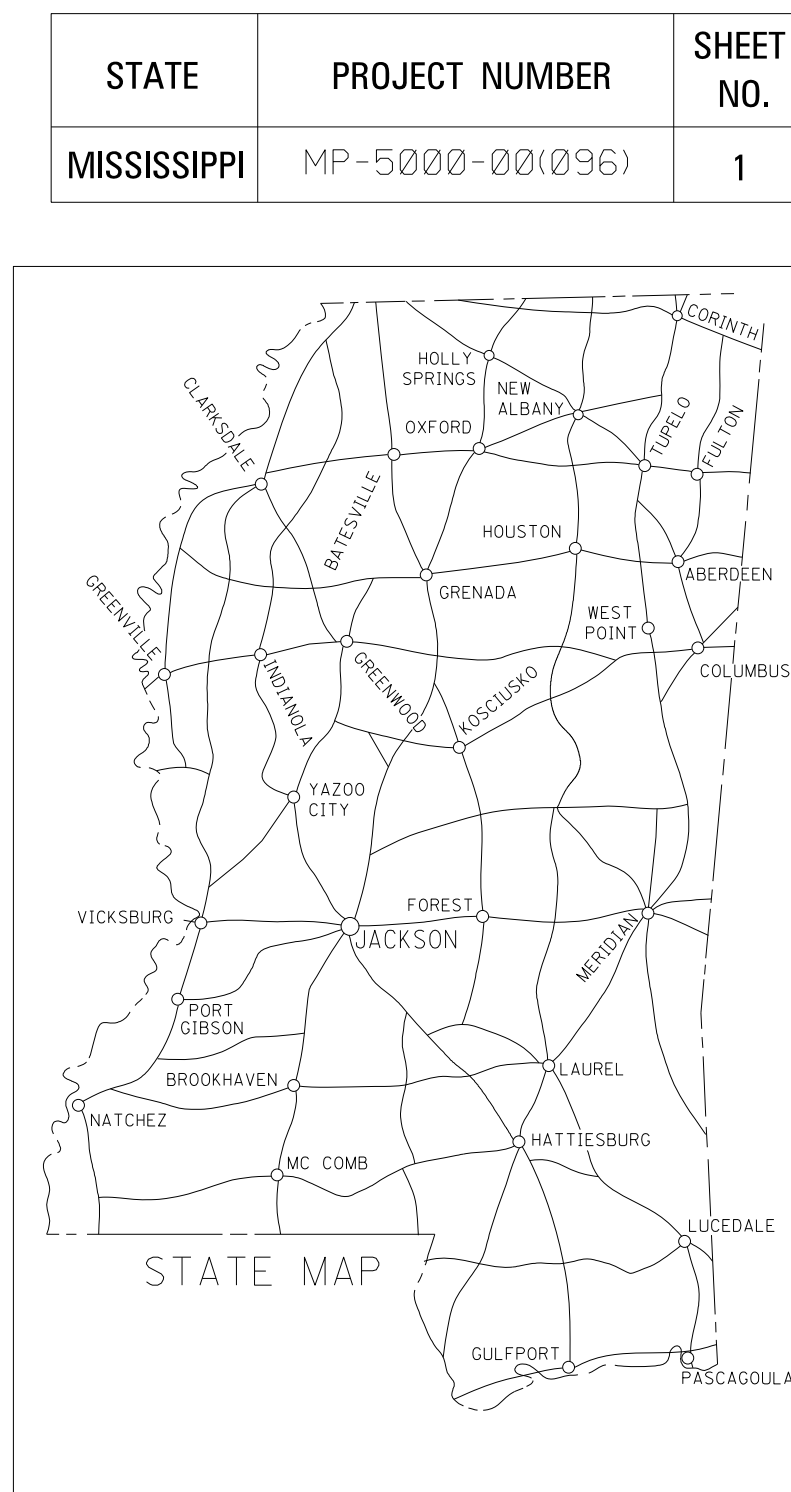 STATE
PROJECT NUMBER
SHEET
NO.
MISSISSIPPI
MP-5000-00(096)
1
CORINTH
HOLLY
SPRINGS
NEW
ALBANY
CLARKSDALE
OXFORD
TUPELO
FULTON
BATESVILLE
HOUSTON
ABERDEEN
GRENADA
GREENVILLE
WEST
POINT
COLUMBUS
INDIANOLA
GREENWOOD
KOSCIUSKO
YAZOO
CITY
VICKSBURG
FOREST
JACKSON
MERIDIAN
PORT
GIBSON
BROOKHAVEN
LAUREL
NATCHEZ
HATTIESBURG
MC COMB
LUCEDALE
STATE MAP
GULFPORT
PASCAGOULA